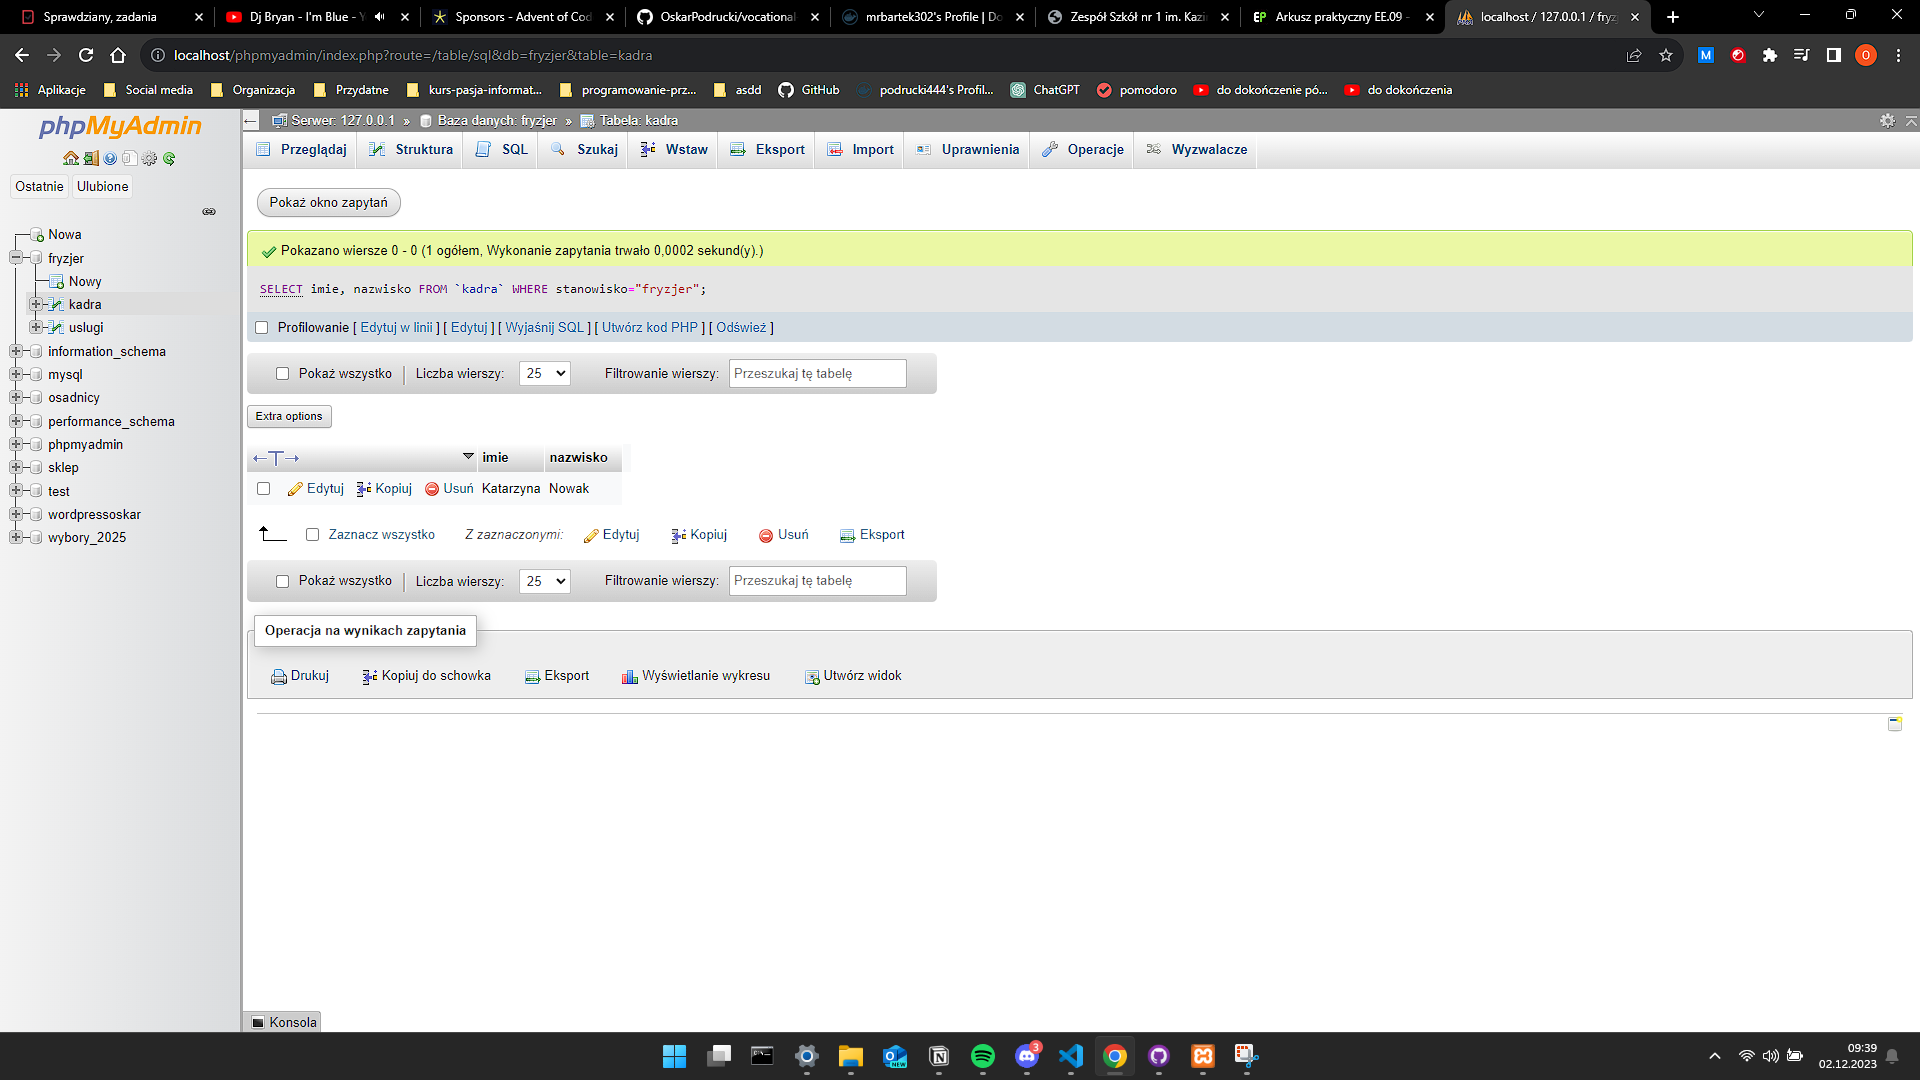 Sprawdziany, zadania
Dj Bryan - I'm Blue - Y
Sponsors - Advent of Cod
OskarPodrucki/vocational
mrbartek302's Profile | Do
Zespół Szkół nr 1 im. Kazi
EP Arkusz praktyczny EE.09 -
localhost / 127.0.0.1 / fryz
localhost/phpmyadmin/index.php?route=/table/sql&db=fryzjer&table=kadra
M
O
Aplikacje
Social media
Organizacja
Przydatne
kurs-pasja-informat...
programowanie-prz...
asdd
GitHub
podrucki444's Profil...
ChatGPT
pomodoro
do dokończenie pó...
do dokończenia
phpMyAdmin
Ostatnie Ulubione
Nowa
fryzjer
Nowy
kadra
uslugi
information_schema
mysql
osadnicy
performance_schema
phpmyadmin
sklep
test
wordpressoskar
wybory_2025
Serwer: 127.0.0.1 » Baza danych: fryzjer » Tabela: kadra
Przeglądaj Struktura SQL Szukaj Wstaw Eksport Import Uprawnienia Operacje Wyzwalacze
Pokaż okno zapytań
Pokazano wiersze 0 - 0 (1 ogółem, Wykonanie zapytania trwało 0,0002 sekund(y).)
SELECT imie, nazwisko FROM `kadra` WHERE stanowisko="fryzjer";
Profilowanie [ Edytuj w linii ] [ Edytuj ] [ Wyjaśnij SQL ] [ Utwórz kod PHP ] [ Odśwież ]
Pokaż wszystko | Liczba wierszy: 25 Filtrowanie wierszy: Przeszukaj tę tabelę
Extra options
←T→ imie nazwisko
Edytuj Kopiuj Usuń Katarzyna Nowak
Zaznacz wszystko Z zaznaczonymi: Edytuj Kopiuj Usuń Eksport
Pokaż wszystko | Liczba wierszy: 25 Filtrowanie wierszy: Przeszukaj tę tabelę
Operacja na wynikach zapytania
Drukuj Kopiuj do schowka Eksport Wyświetlanie wykresu Utwórz widok
Konsola
NEW
3
09:39
02.12.2023